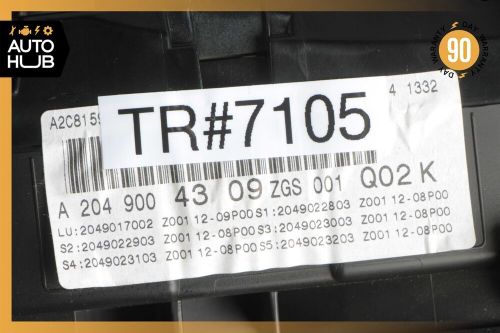 AUTO
HUB
90
DAY WARRANTY
DAY WARRANTY
A2C8159
4 1332
TR#7105
A 204 900 43 09 ZGS 001 Q02 K
LU:2049017002 Z001 12-09P00 S1:2049022803 Z001 12-08P00
S2:2049022903 Z001 12-08P00 S3:2049023003 Z001 12-08P00
S4:2049023103 Z001 12-08P00 S5:2049023203 Z001 12-08P00